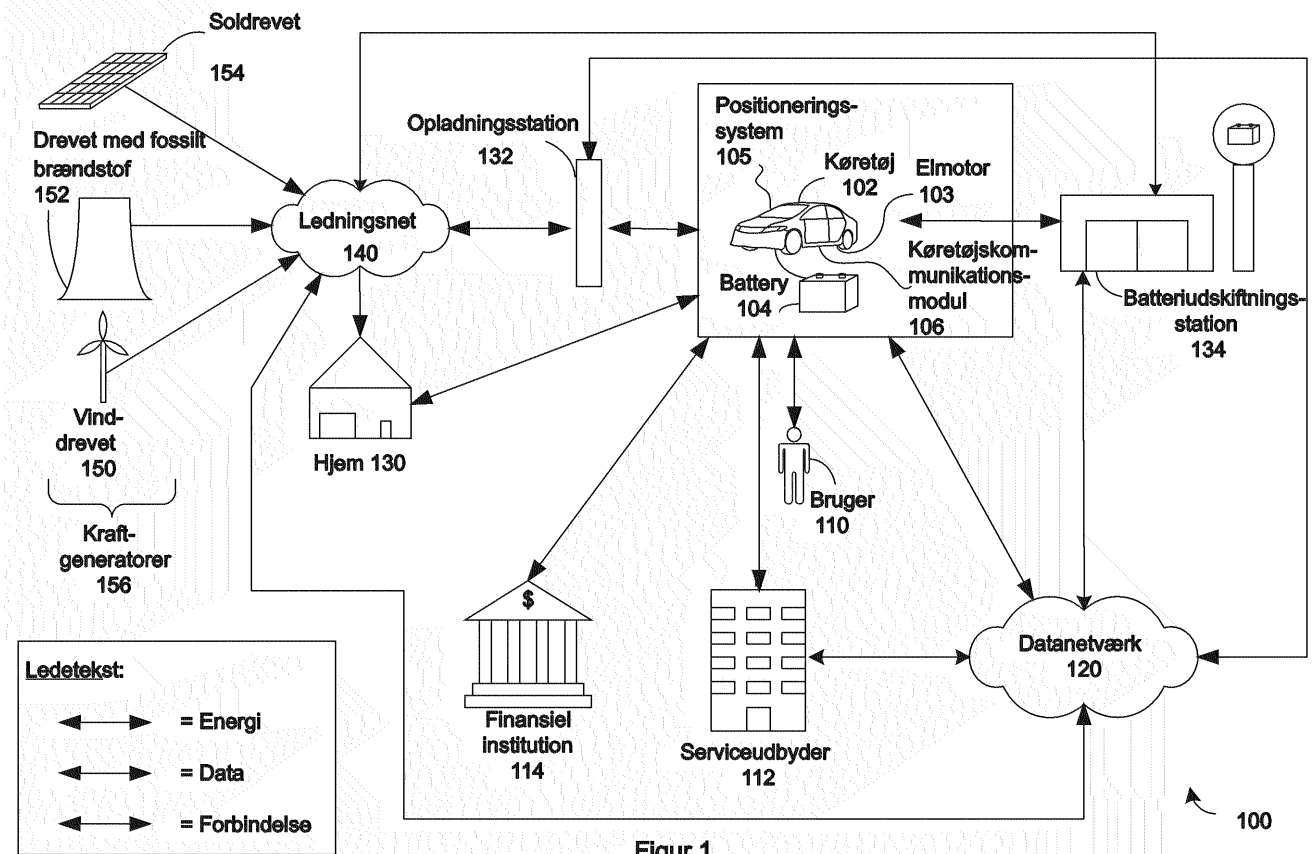 Soldrevet
154
Drevet med fossilt
brændstof
152
Vind-
drevet
150
Kraft-
generatorer
156
Ledningsnet
140
Hjem 130
Opladningsstation
132
Positionerings-
system
105
Køretøj
102
Elmotor
103
Battery
104
Køretøjskom-
munikations-
modul
106
Batteriudskiftnings-
station
134
Bruger
110
$
Finansiel
institution
114
Serviceudbyder
112
Datanetværk
120
Ledetekst:
= Energi
= Data
= Forbindelse
100
Figur 1